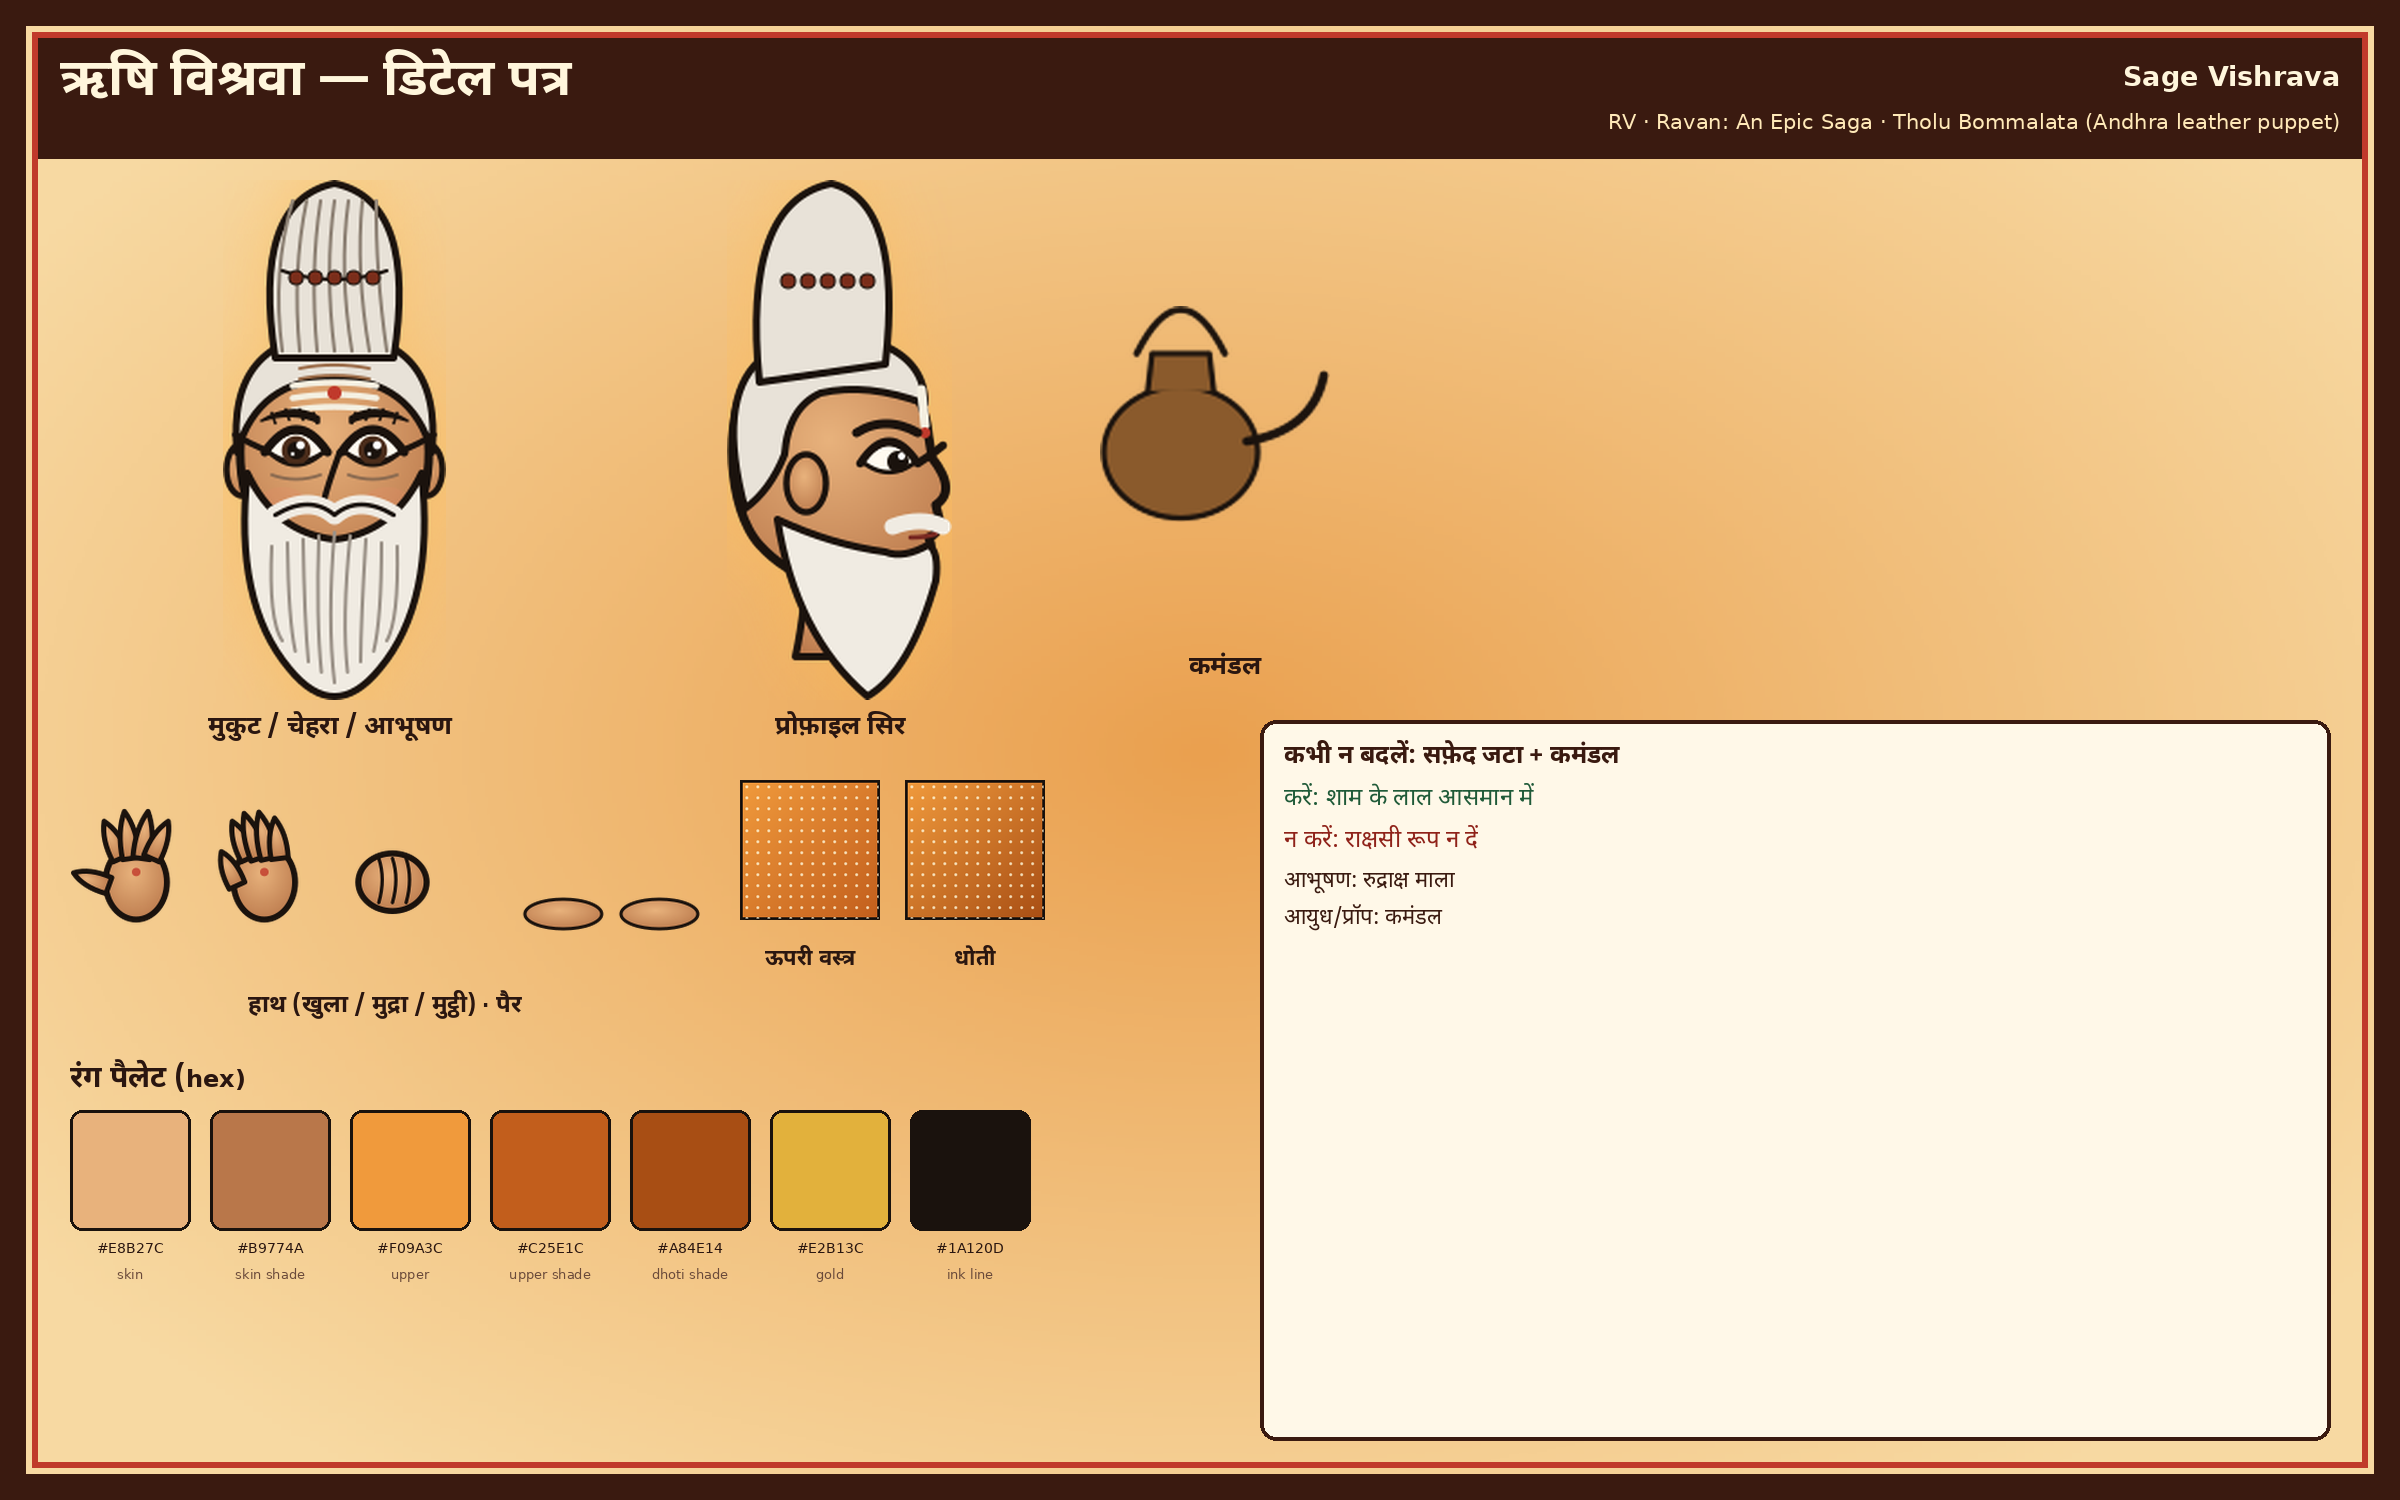 ऋषि विश्रवा — डिटेल पत्र
Sage Vishrava
RV · Ravan: An Epic Saga · Tholu Bommalata (Andhra leather puppet)
कमंडल
मुकुट / चेहरा / आभूषण
प्रोफ़ाइल सिर
कभी न बदलें: सफ़ेद जटा + कमंडल
करें: शाम के लाल आसमान में
न करें: राक्षसी रूप न दें
आभूषण: रुद्राक्ष माला
आयुध/प्रॉप: कमंडल
ऊपरी वस्त्र
धोती
हाथ (खुला / मुद्रा / मुट्ठी) · पैर
रंग पैलेट (hex)
#E8B27C #B9774A #F09A3C #C25E1C #A84E14 #E2B13C #1A120D
skin skin shade upper upper shade dhoti shade gold ink line